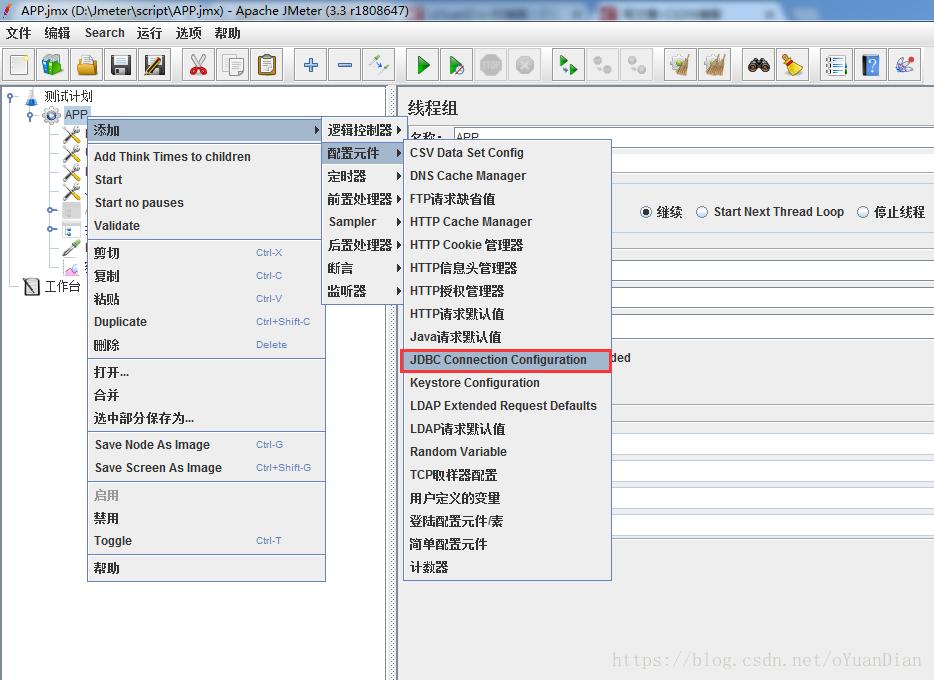 APP.jmx (D:\Jmeter\script\APP.jmx) - Apache JMeter (3.3 r1808647)
文件 编辑 Search 运行 选项 帮助
STOP
测试计划
APP
工作台
添加
Add Think Times to children
Start
Start no pauses
Validate
剪切 Ctrl-X
复制 Ctrl-C
粘贴 Ctrl-V
Duplicate Ctrl+Shift-C
删除 Delete
打开...
合并
选中部分保存为...
Save Node As Image Ctrl-G
Save Screen As Image Ctrl+Shift-G
启用
禁用
Toggle Ctrl-T
帮助
逻辑控制器
配置元件
定时器
前置处理器
Sampler
后置处理器
断言
监听器
CSV Data Set Config
DNS Cache Manager
FTP请求缺省值
HTTP Cache Manager
HTTP Cookie 管理器
HTTP信息头管理器
HTTP授权管理器
HTTP请求默认值
Java请求默认值
JDBC Connection Configuration
Keystore Configuration
LDAP Extended Request Defaults
LDAP请求默认值
Random Variable
TCP取样器配置
用户定义的变量
登陆配置元件/素
简单配置元件
计数器
线程组
名称： APP
继续 Start Next Thread Loop 停止线程
ded
https://blog.csdn.net/oYuanDian